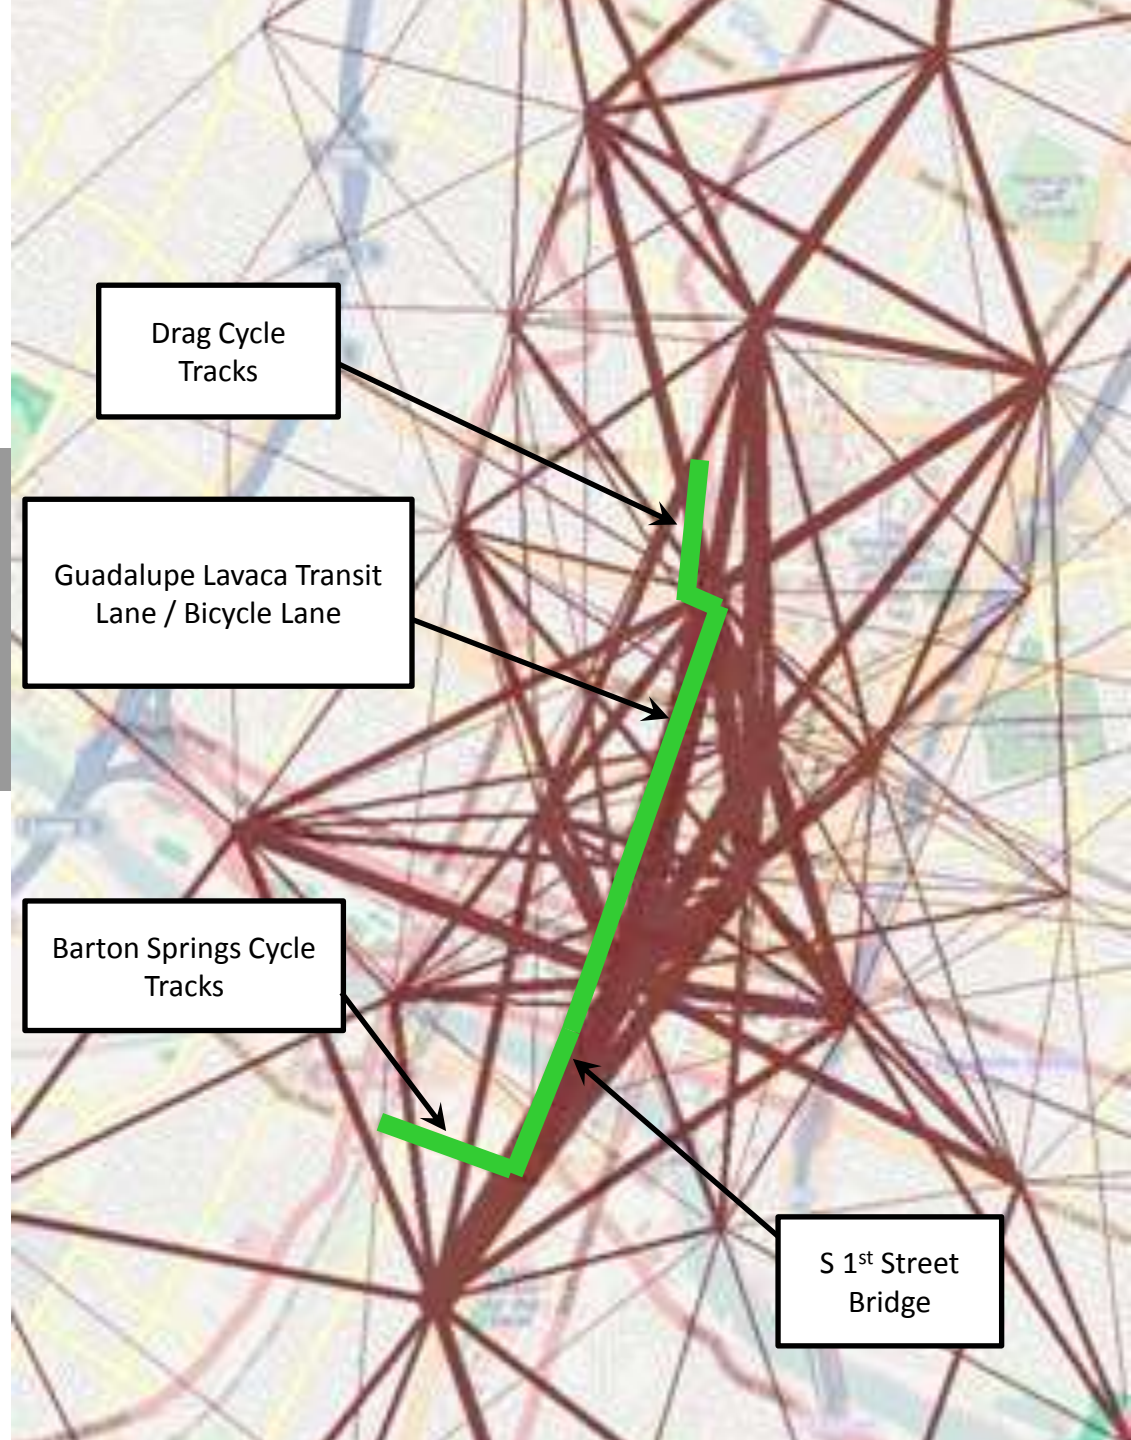 Drag Cycle
Tracks
Guadalupe Lavaca Transit
Lane / Bicycle Lane
Barton Springs Cycle
Tracks
S 1st Street
Bridge